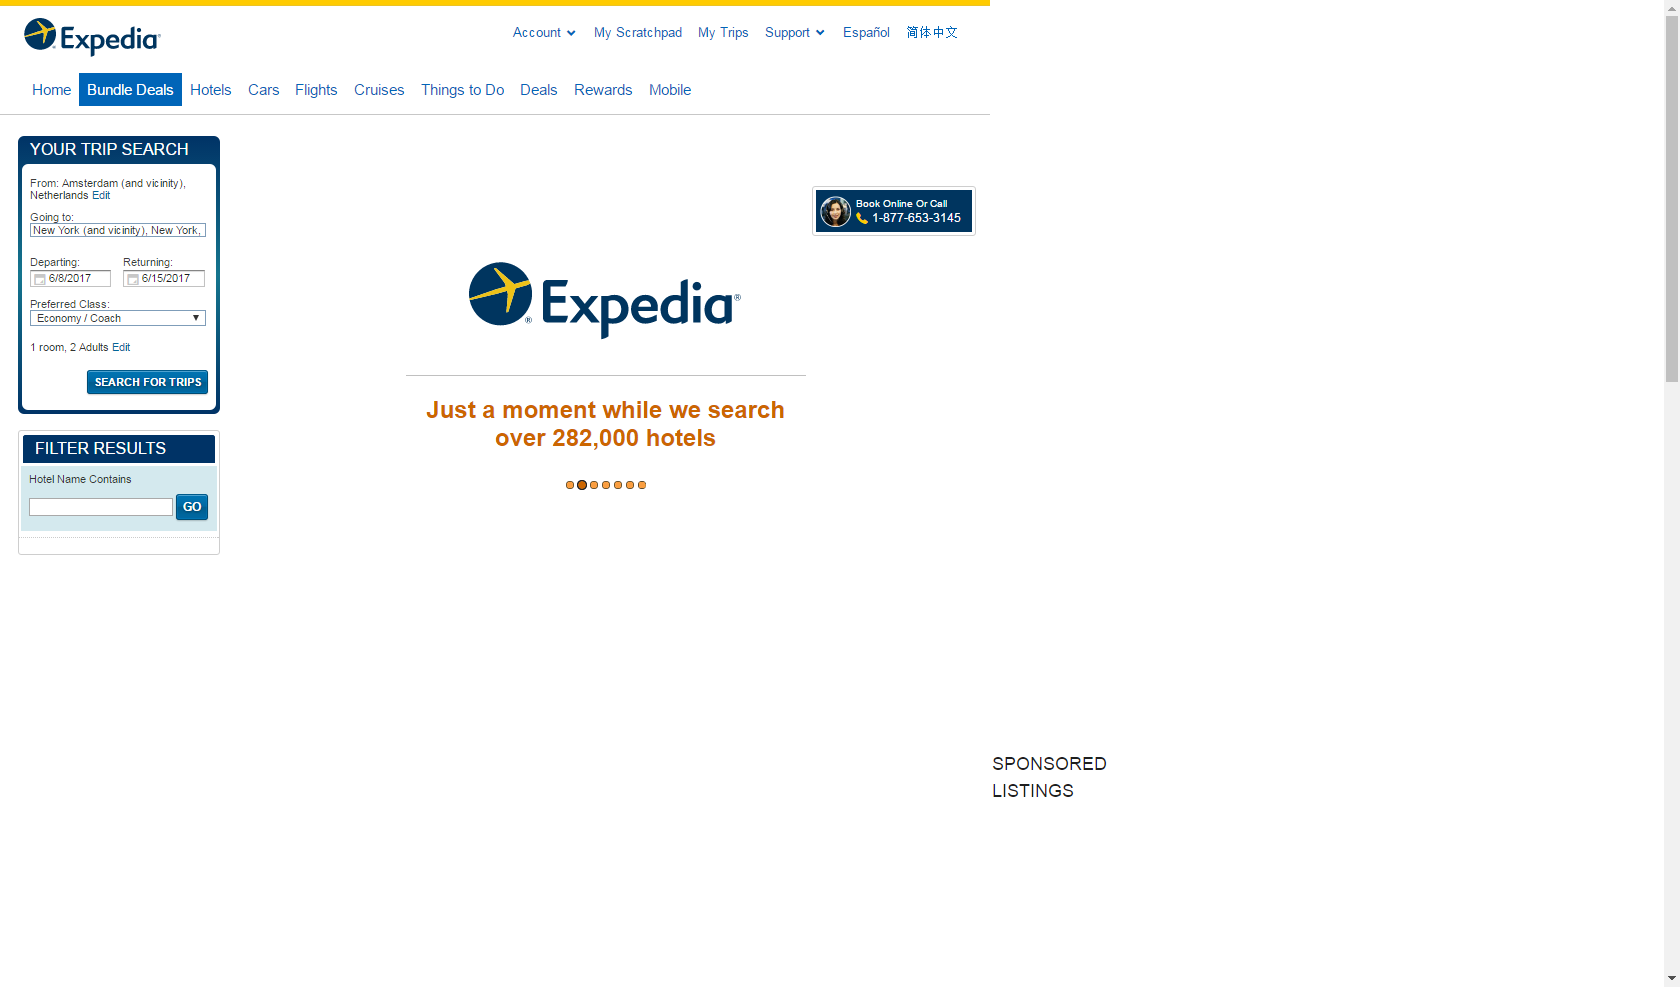 Expedia
Account
My Scratchpad
My Trips
Support
Español
简体中文
Home
Bundle Deals
Hotels
Cars
Flights
Cruises
Things to Do
Deals
Rewards
Mobile
YOUR TRIP SEARCH
From: Amsterdam (and vicinity),
Netherlands Edit
Going to:
New York (and vicinity), New York,
Departing:
Returning:
6/8/2017
6/15/2017
Preferred Class:
Economy / Coach
1 room, 2 Adults Edit
SEARCH FOR TRIPS
FILTER RESULTS
Hotel Name Contains
GO
Book Online Or Call
1-877-653-3145
Expedia®
Just a moment while we search
over 282,000 hotels
SPONSORED
LISTINGS